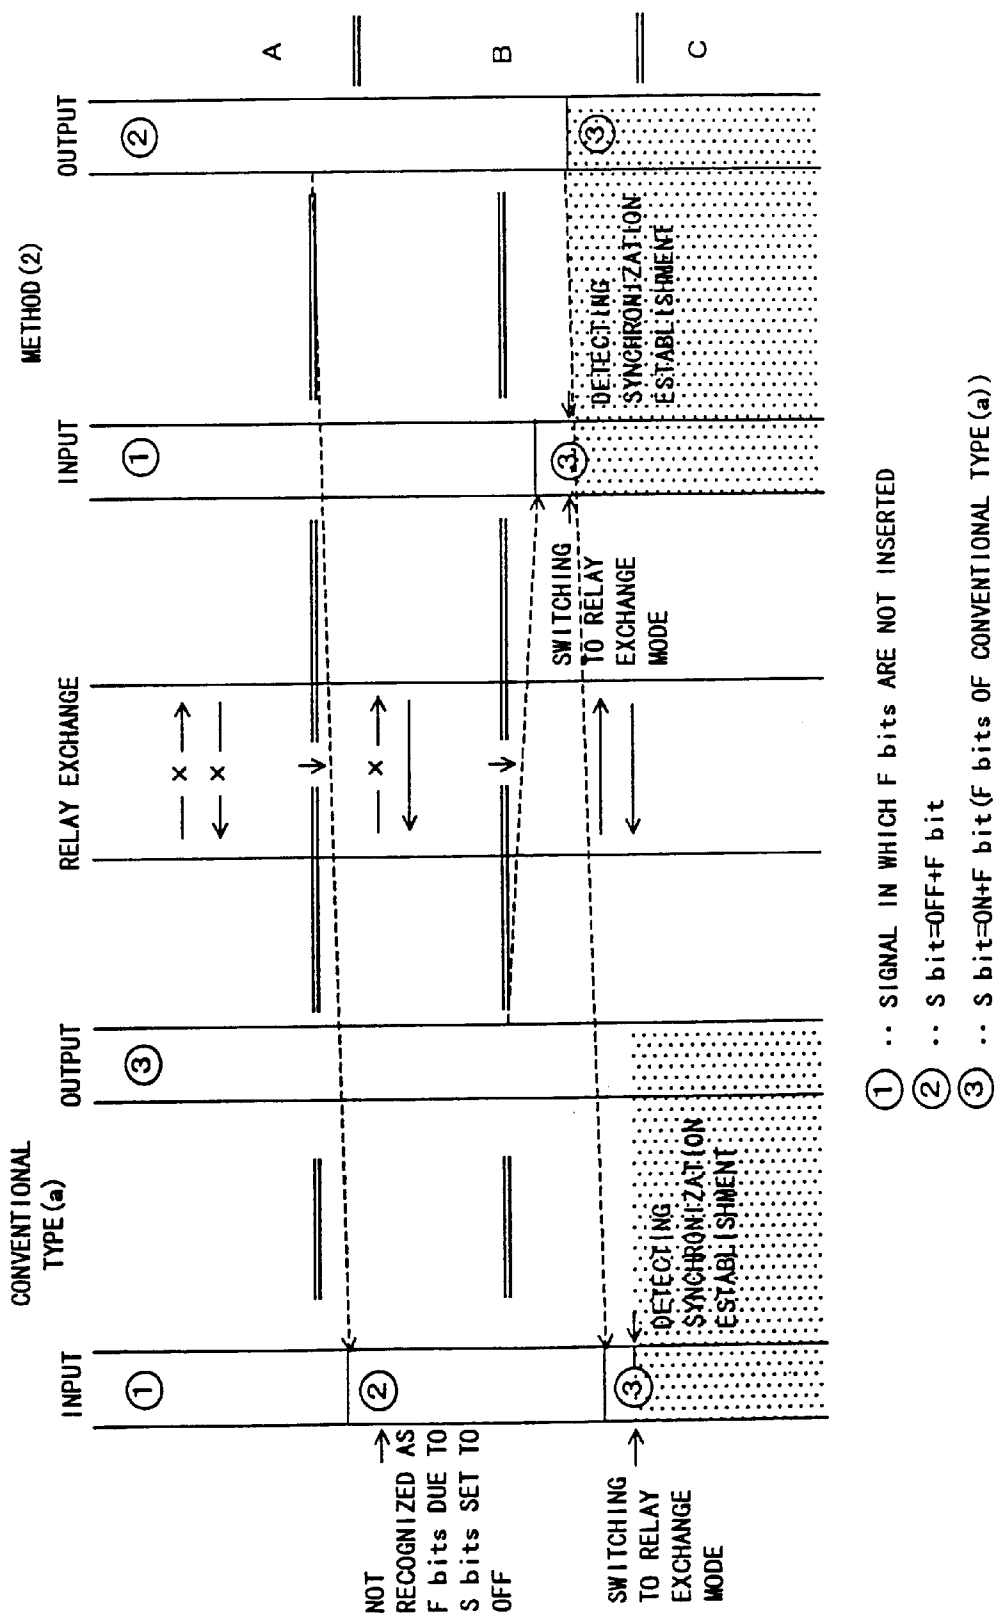 CONVENTIONAL
TYPE(a)
METHOD(2)
INPUT
OUTPUT
RELAY EXCHANGE
INPUT
OUTPUT
①
③
①
②
A
x
x
②
NOT
RECOGNIZED AS
F bits DUE TO
S bits SET TO
OFF
x
B
③
SWITCHING
TO RELAY
EXCHANGE
MODE
DETECTING
SYNCHRONIZATION
ESTABLISHMENT
③
SWITCHING
TO RELAY
EXCHANGE
MODE
DETECTING
SYNCHRONIZATION
ESTABLISHMENT
③
C
① ·· SIGNAL IN WHICH F bits ARE NOT INSERTED
② ·· S bit=OFF+F bit
③ ·· S bit=ON+F bit(F bits OF CONVENTIONAL TYPE(a))